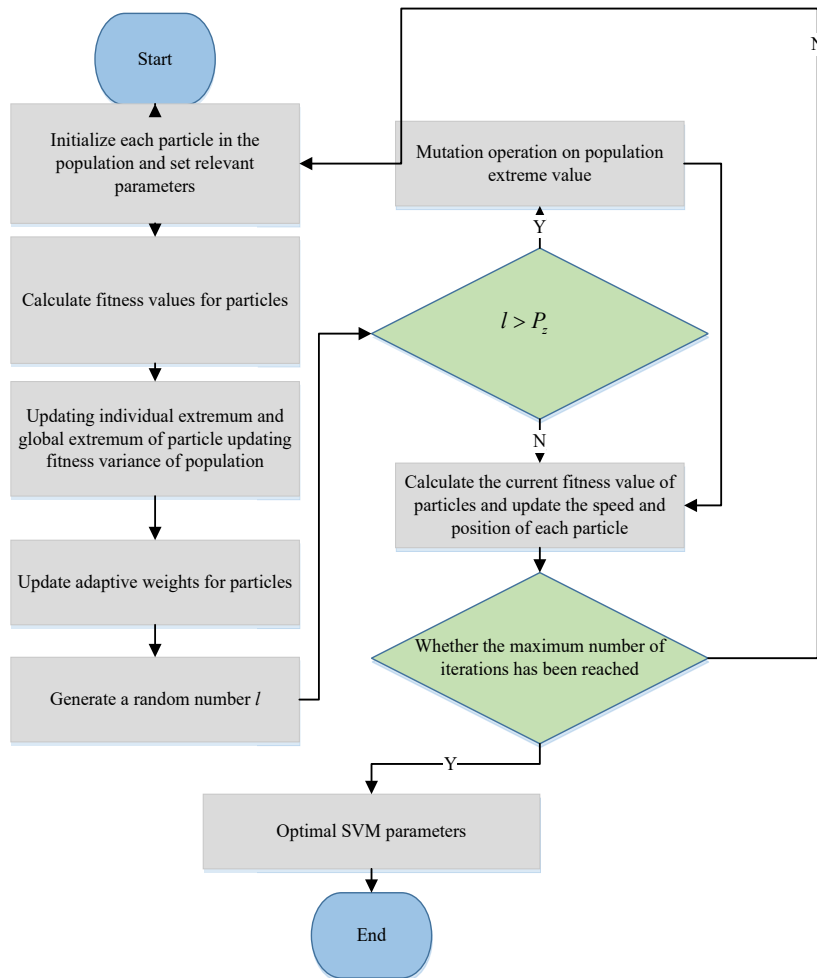 Start
Initialize each particle in the
population and set relevant
parameters
Calculate fitness values for particles
Updating individual extremum and
global extremum of particle updating
fitness variance of population
Update adaptive weights for particles
Generate a random number l
Mutation operation on population
extreme value
Y
l > P_z
N
Calculate the current fitness value of
particles and update the speed and
position of each particle
Whether the maximum number of
iterations has been reached
N
Y
Optimal SVM parameters
End